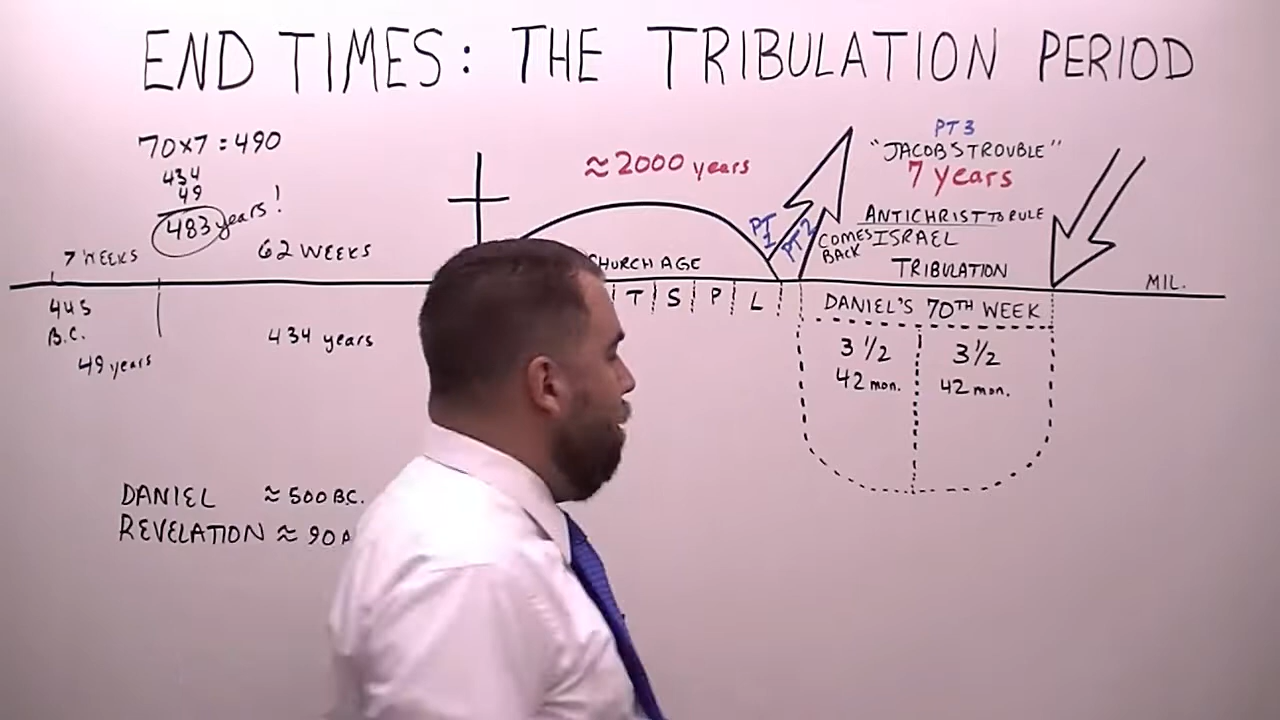 END TIMES: THE TRIBULATION PERIOD
70x7 = 490
434
49
483 years!
7 WEEKS
62 WEEKS
445
B.C.
49 years
434 years
DANIEL ≈ 500 B.C.
REVELATION ≈ 90 A
≈ 2000 years
CHURCH AGE
T S P L
PT 1
PT 2
COMES
BACK
PT 3
"JACOBS TROUBLE"
7 years
ANTICHRIST TO RULE
ISRAEL
TRIBULATION
MIL.
DANIEL'S 70TH WEEK
3 1/2
42 mon.
3 1/2
42 mon.